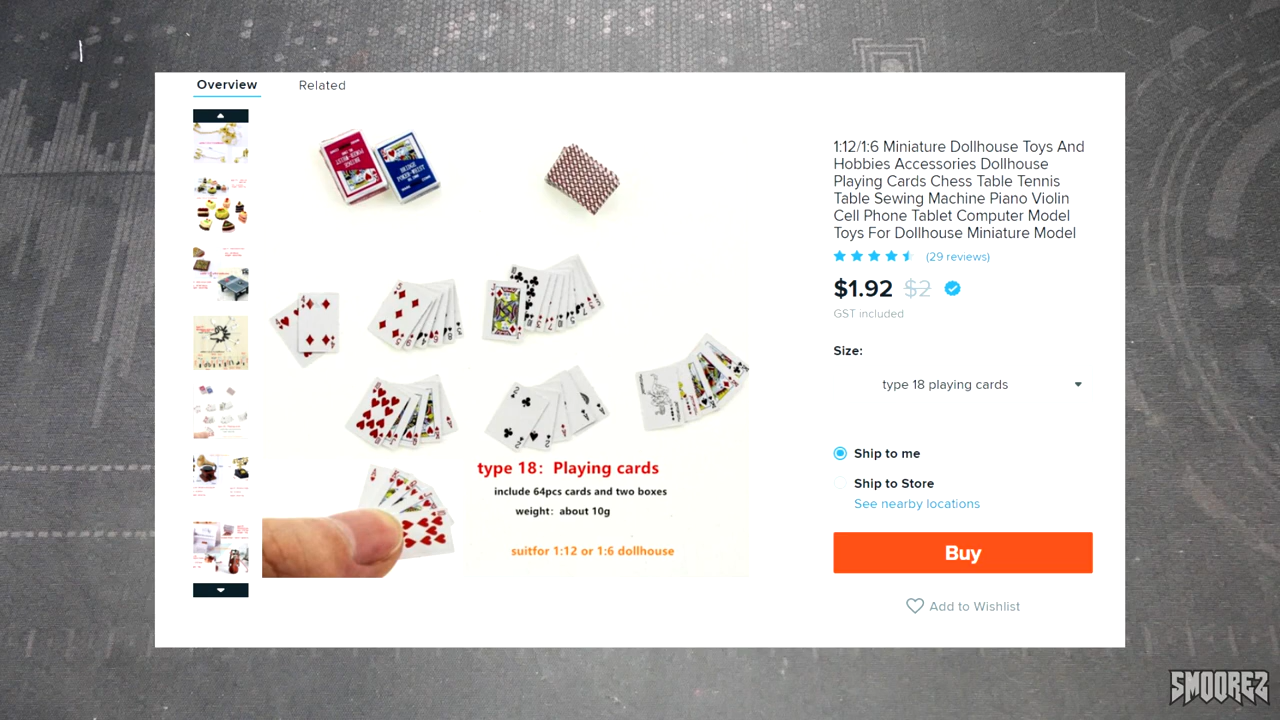 Overview
Related
1:12/1:6 Miniature Dollhouse Toys And
Hobbies Accessories Dollhouse
Playing Cards Chess Table Tennis
Table Sewing Machine Piano Violin
Cell Phone Tablet Computer Model
Toys For Dollhouse Miniature Model
(29 reviews)
$1.92 $2
GST included
Size:
type 18 playing cards
type 18: Playing cards
include 64pcs cards and two boxes
weight: about 10g
suitfor 1:12 or 1:6 dollhouse
Ship to me
Ship to Store
See nearby locations
Buy
Add to Wishlist
SMOOREZ